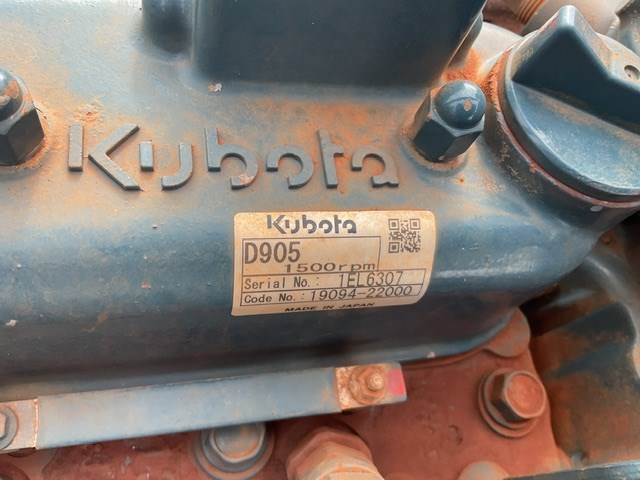 Kubota
Kubota
D905
1500rpm
Serial No.: 1EL6307
Code No.: 19094-22000
MADE IN JAPAN